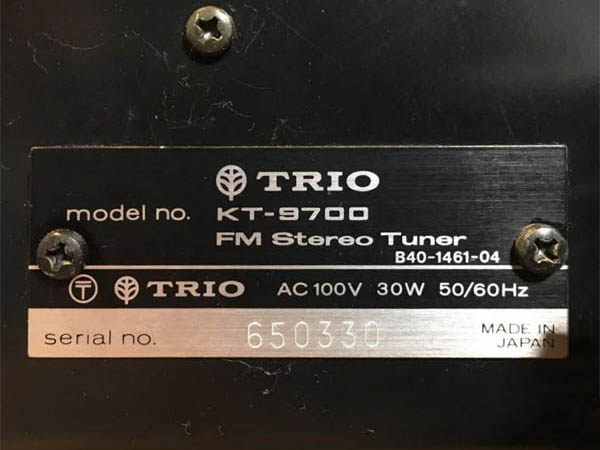 TRIO
model no. KT-9700
FM Stereo Tuner
B40-1461-04
〒 TRIO AC 100V 30W 50/60Hz
serial no. 650330 MADE IN JAPAN